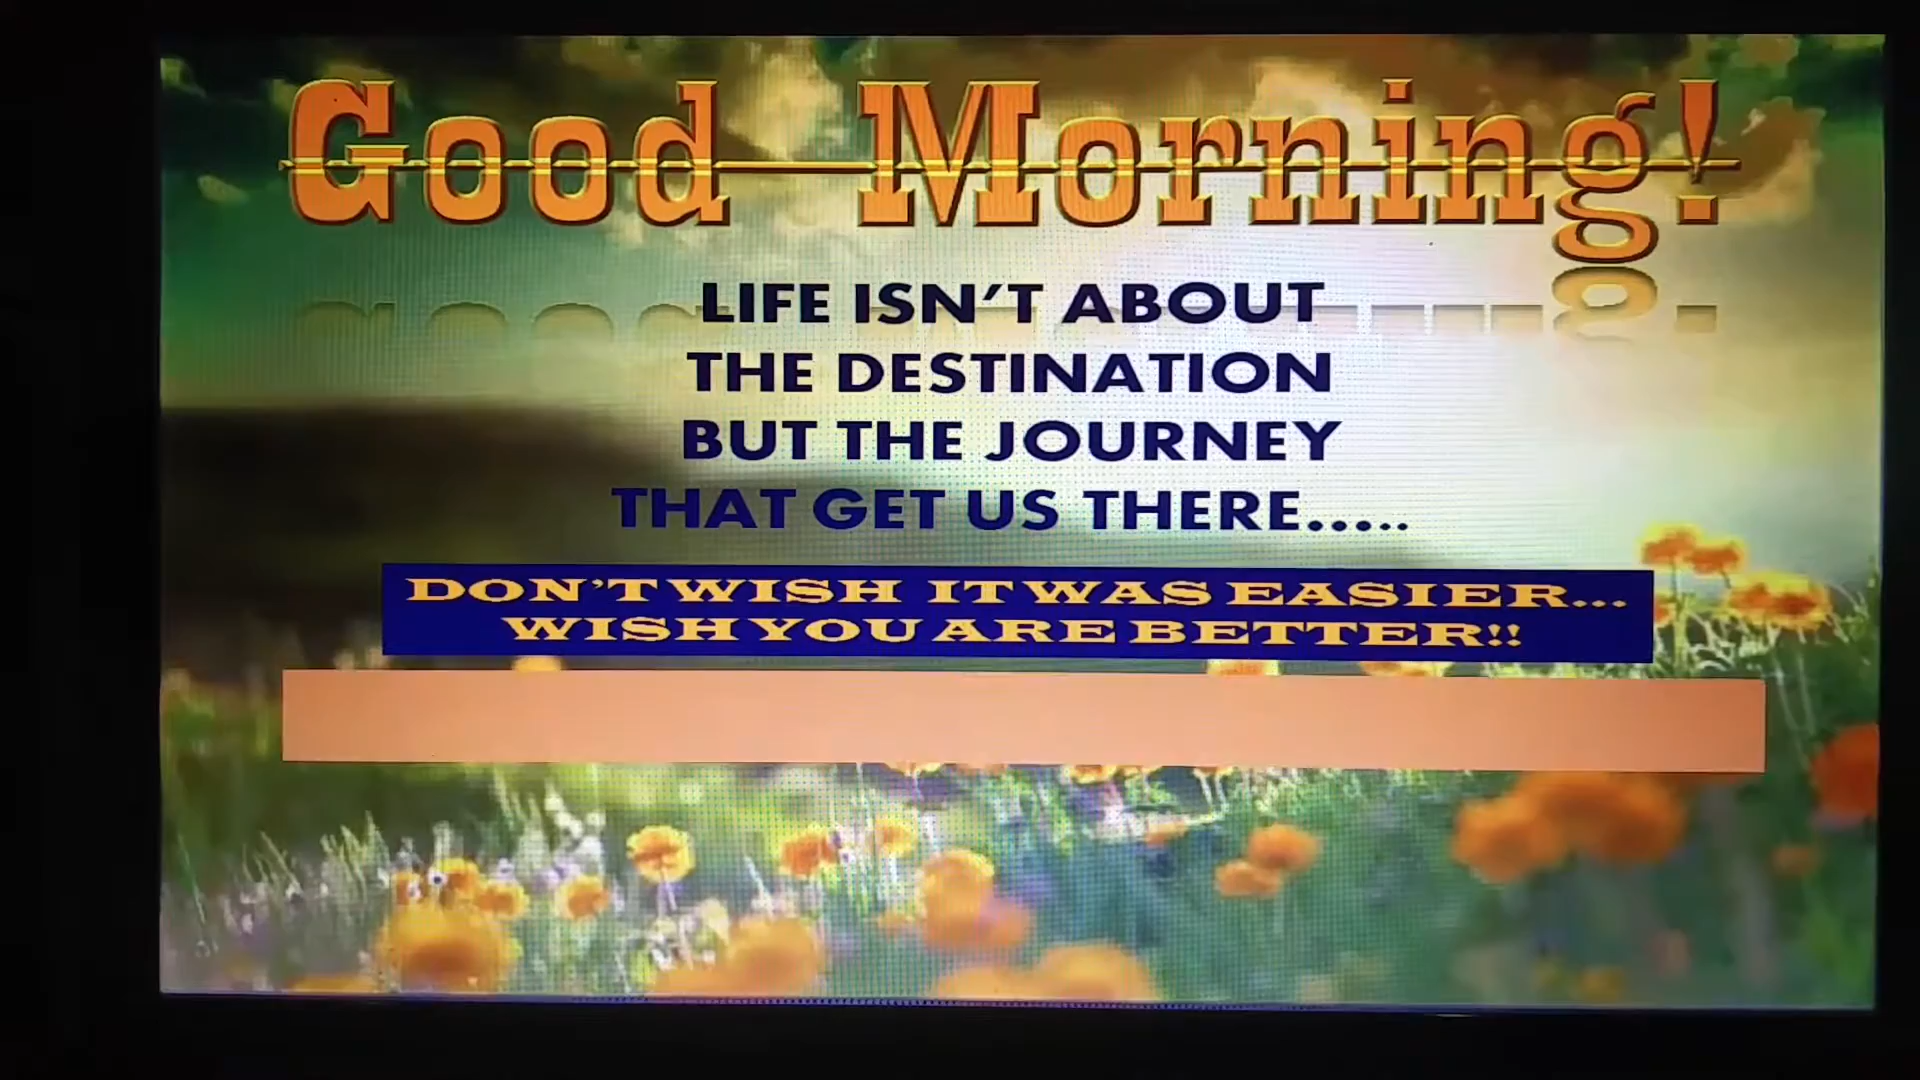 Good Morning!
LIFE ISN'T ABOUT
THE DESTINATION
BUT THE JOURNEY
THAT GET US THERE.....
DON'T WISH IT WAS EASIER...
WISH YOU ARE BETTER!!